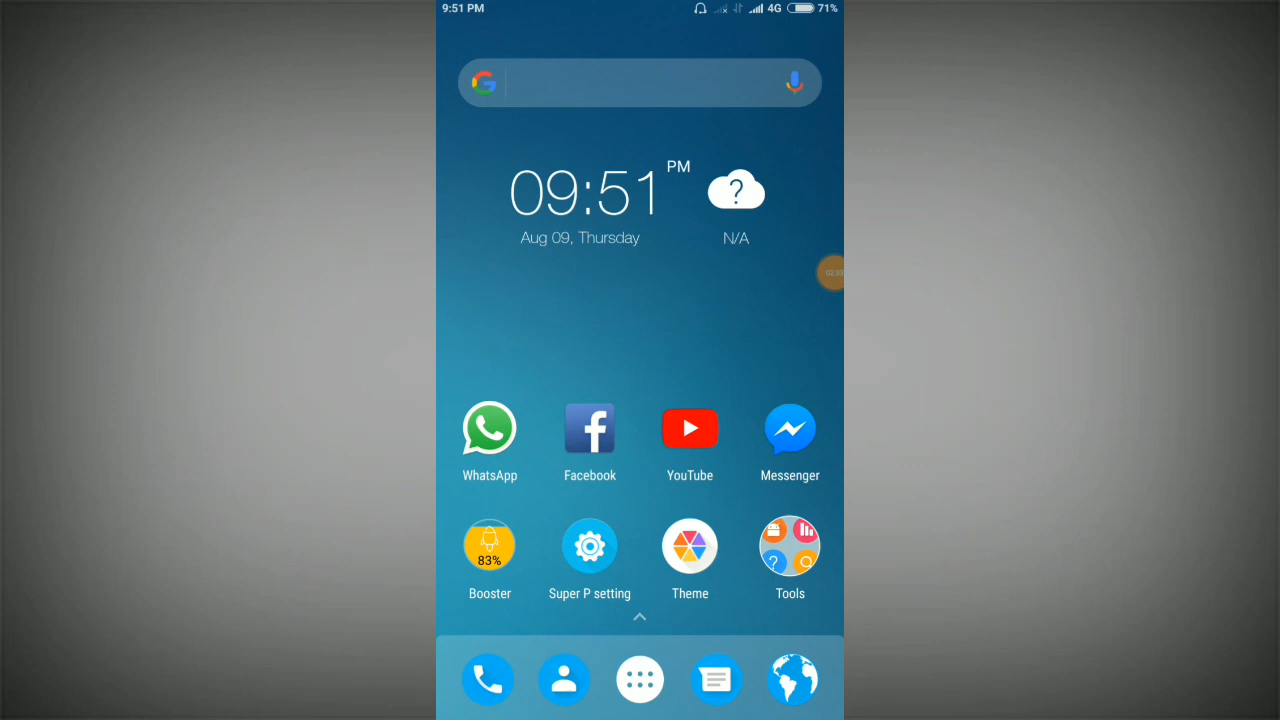 9:51 PM
4G
71%
09:51
PM
?
Aug 09, Thursday
N/A
WhatsApp
Facebook
YouTube
Messenger
83%
?
Booster
Super P setting
Theme
Tools